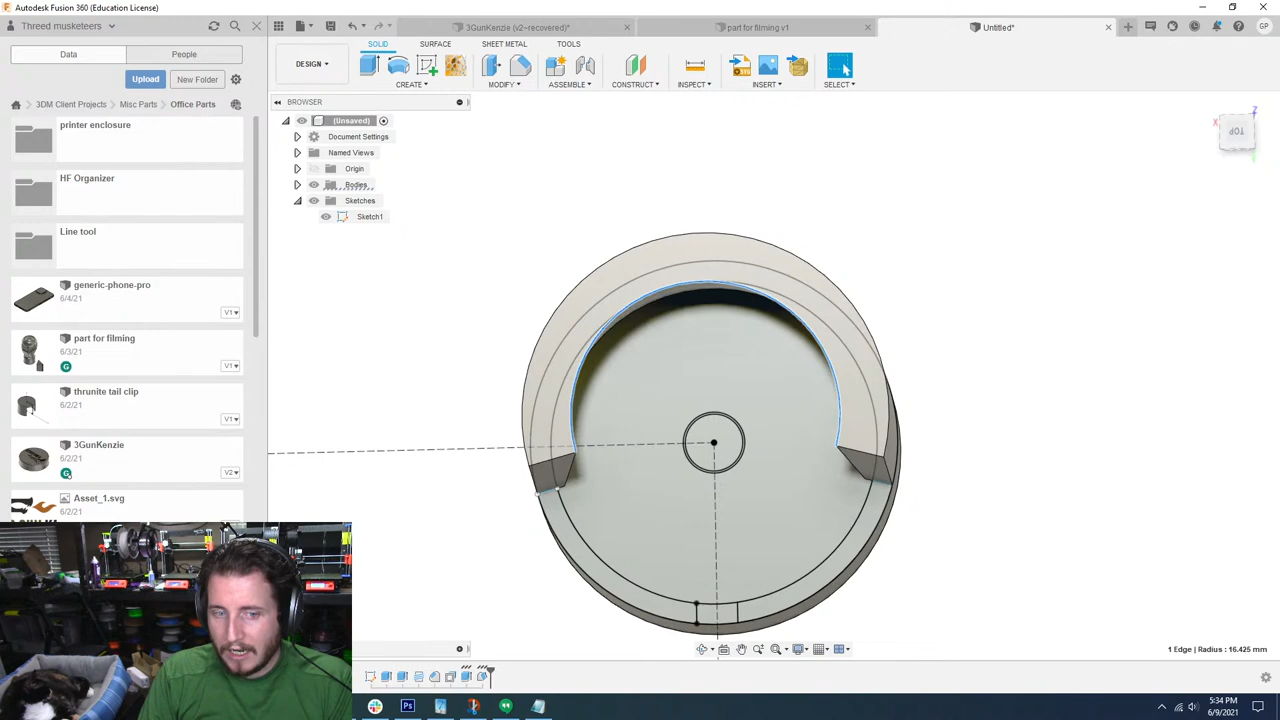 Autodesk Fusion 360 (Education License)
Threed musketeers
3GunKenzie (v2~recovered)*
part for filming v1
Untitled*
GP
Data
People
Upload
New Folder
3DM Client Projects
Misc Parts
Office Parts
DESIGN
SOLID
SURFACE
SHEET METAL
TOOLS
CREATE
MODIFY
ASSEMBLE
CONSTRUCT
INSPECT
INSERT
SELECT
BROWSER
(Unsaved)
Document Settings
Named Views
Origin
Bodies
Sketches
Sketch1
printer enclosure
HF Organizer
Line tool
generic-phone-pro
6/4/21
V1
part for filming
6/3/21
G
V1
thrunite tail clip
6/2/21
V1
3GunKenzie
6/2/21
G
V2
Asset_1.svg
6/2/21
X
Z
TOP
1 Edge | Radius : 16.425 mm
Ps
5:34 PM
6/9/2021